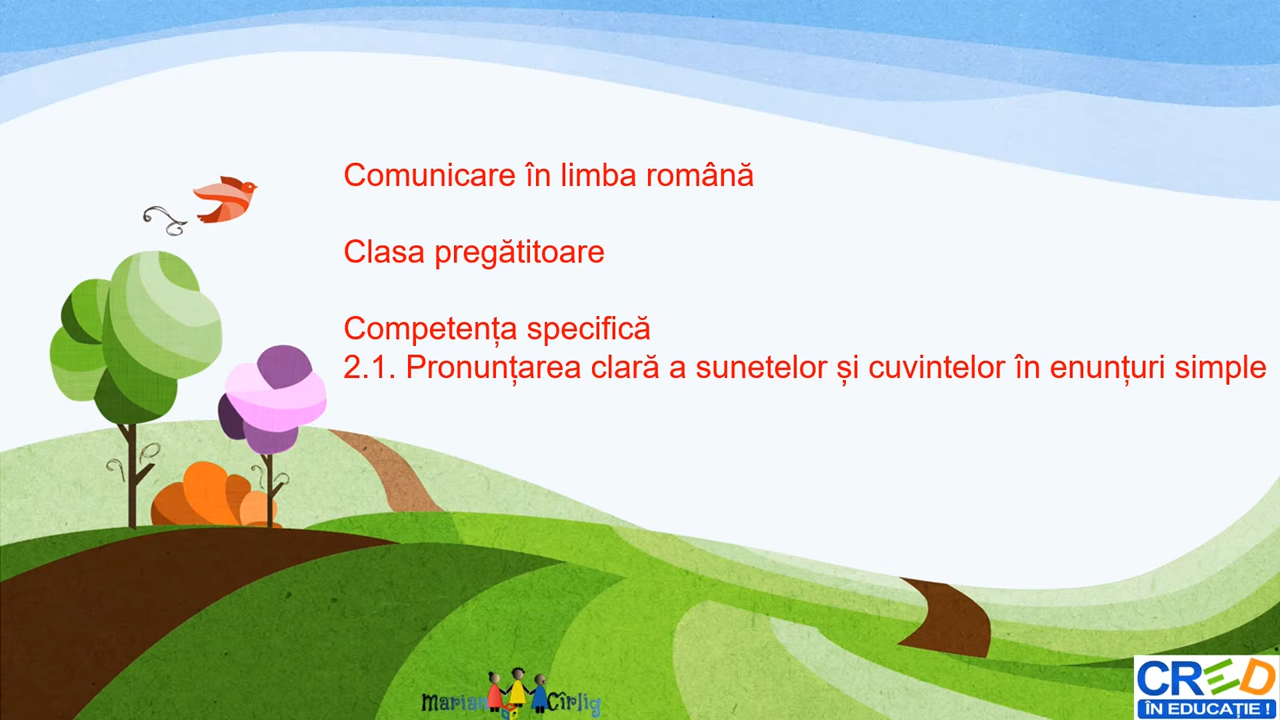 Comunicare în limba română
Clasa pregătitoare
Competența specifică
2.1. Pronunțarea clară a sunetelor și cuvintelor în enunțuri simple
Marian Cîrlig
CRED
ÎN EDUCAȚIE !